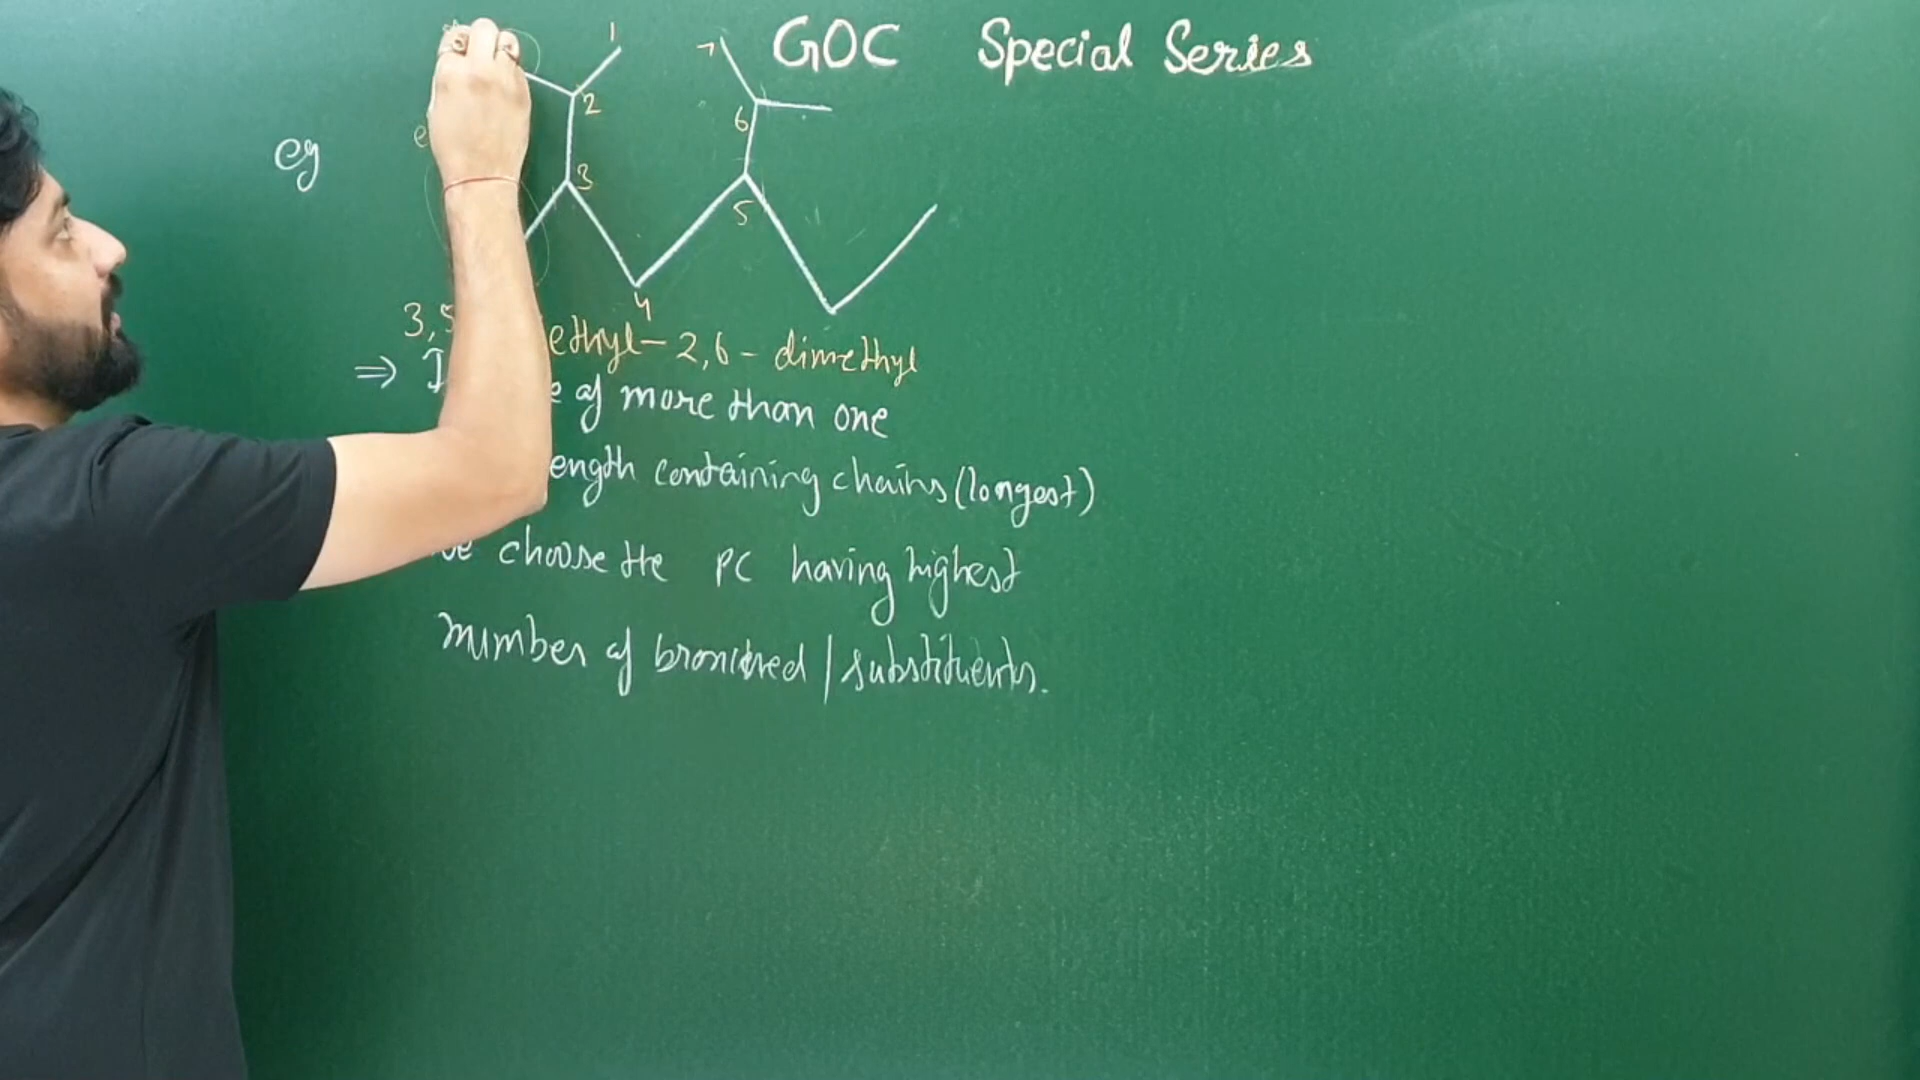 GOC Special Series
1
7
2
6
eg
3
5
4
3,5 ethyl - 2,6 - dimethyl
⇒ of more than one
ength containing chains (longest)
choose the PC having highest
number of / substituents.